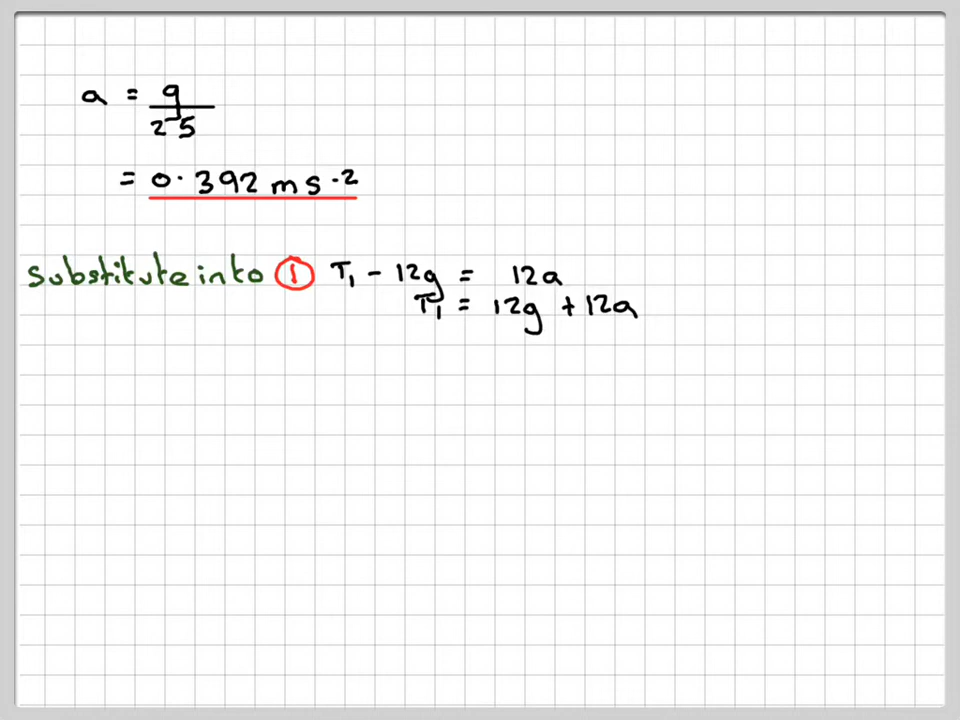 a = g
25
= 0.392 ms-2
substitute into ① T₁ - 12g = 12a
T₁ = 12g + 12a